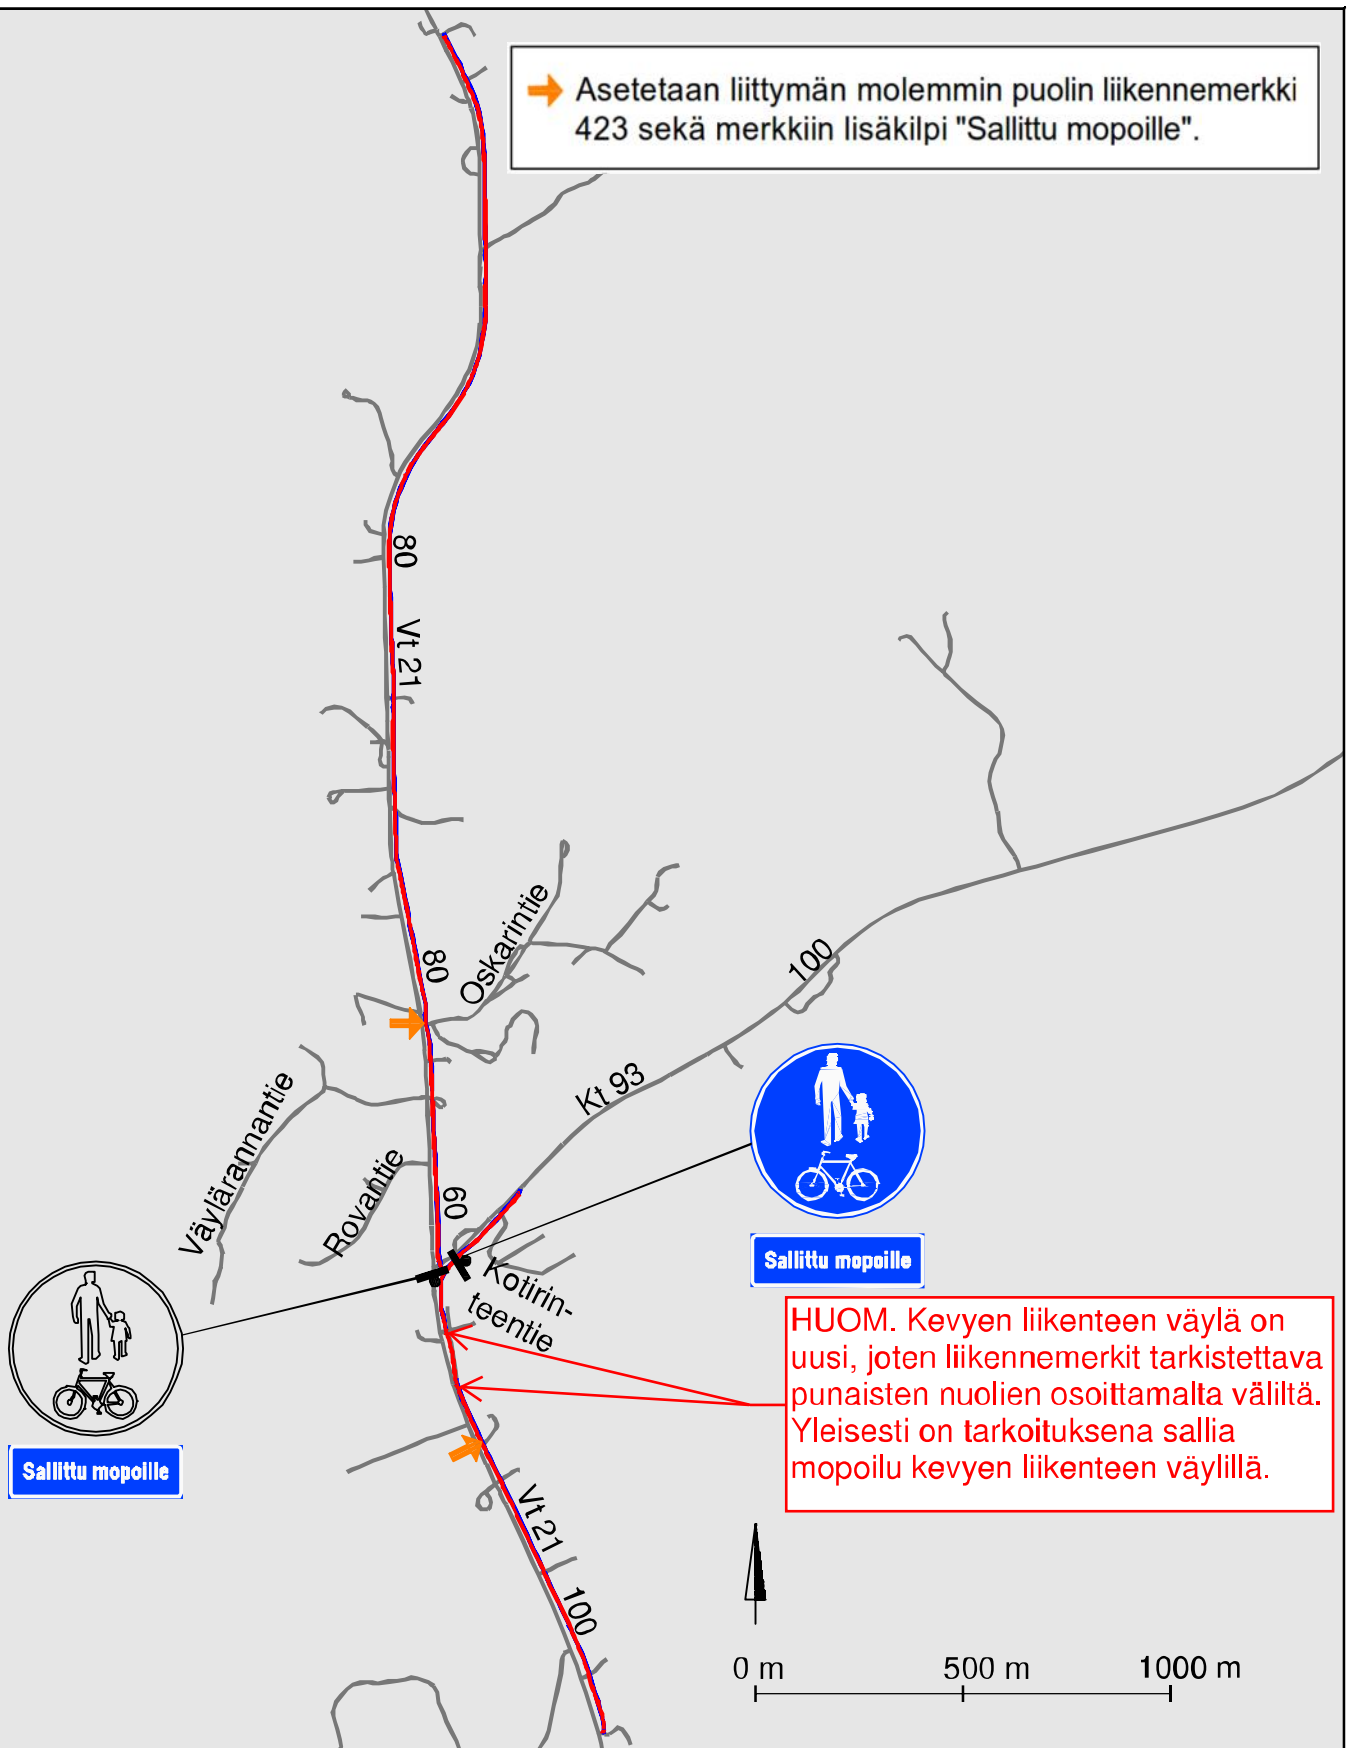 Asetetaan liittymän molemmin puolin liikennemerkki
423 sekä merkkiin lisäkilpi "Sallittu mopoille".
80
Vt 21
Oskarintie
80
100
Kt 93
Väylärannantie
Rovantie
60
Sallittu mopoille
Kotirin-
teentie
HUOM. Kevyen liikenteen väylä on
uusi, joten liikennemerkit tarkistettava
punaisten nuolien osoittamalta väliltä.
Yleisesti on tarkoituksena sallia
mopoilu kevyen liikenteen väylillä.
Sallittu mopoille
Vt 21
100
0 m 500 m 1000 m